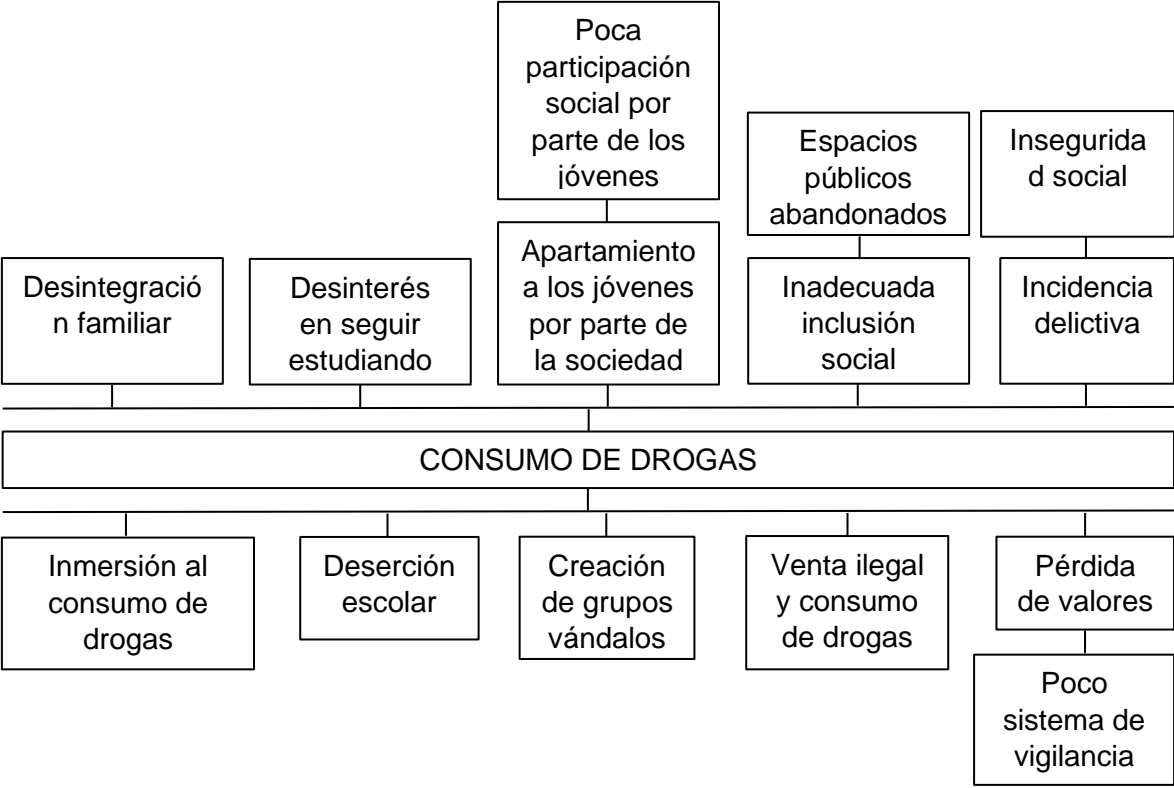 Poca
participación
social por
parte de los
jóvenes
Espacios
públicos
abandonados
Insegurida
d social
Desintegració
n familiar
Desinterés
en seguir
estudiando
Apartamiento
a los jóvenes
por parte de
la sociedad
Inadecuada
inclusión
social
Incidencia
delictiva
CONSUMO DE DROGAS
Inmersión al
consumo de
drogas
Deserción
escolar
Creación
de grupos
vándalos
Venta ilegal
y consumo
de drogas
Pérdida
de valores
Poco
sistema de
vigilancia